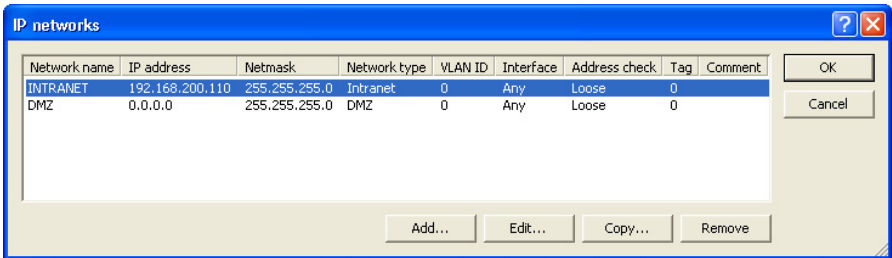 IP networks
Network name IP address Netmask Network type VLAN ID Interface Address check Tag Comment
INTRANET 192.168.200.110 255.255.255.0 Intranet 0 Any Loose 0
DMZ 0.0.0.0 255.255.255.0 DMZ 0 Any Loose 0
OK
Cancel
Add... Edit... Copy... Remove